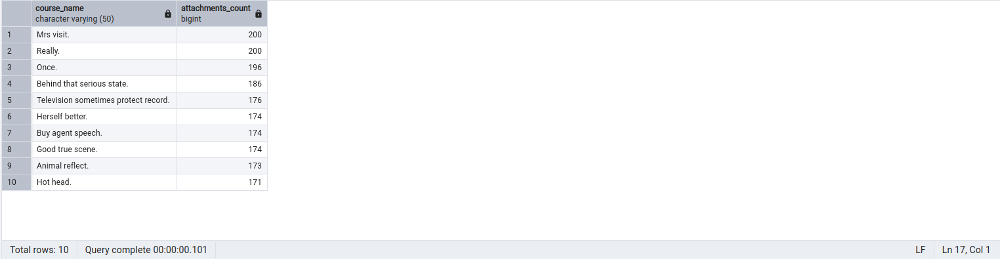 course_name attachments_count
character varying (50) bigint
1 Mrs visit. 200
2 Really. 200
3 Once. 196
4 Behind that serious state. 186
5 Television sometimes protect record. 176
6 Herself better. 174
7 Buy agent speech. 174
8 Good true scene. 174
9 Animal reflect. 173
10 Hot head. 171
Total rows: 10 Query complete 00:00:00.101 LF Ln 17, Col 1